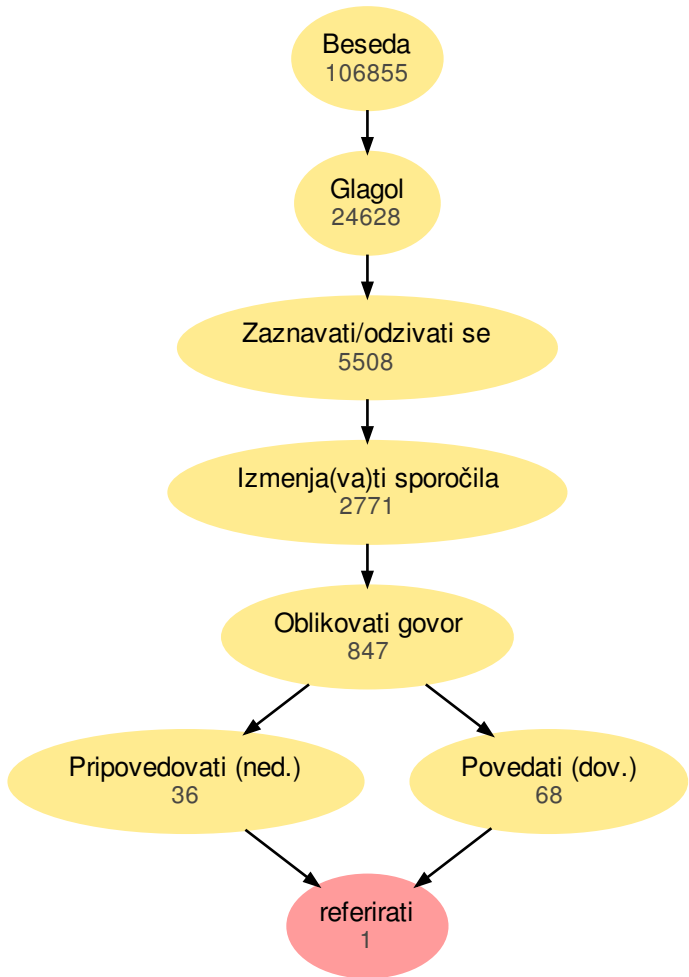 Beseda
106855
Glagol
24628
Zaznavati/odzivati se
5508
Izmenja(va)ti sporočila
2771
Oblikovati govor
847
Pripovedovati (ned.)
36
Povedati (dov.)
68
referirati
1